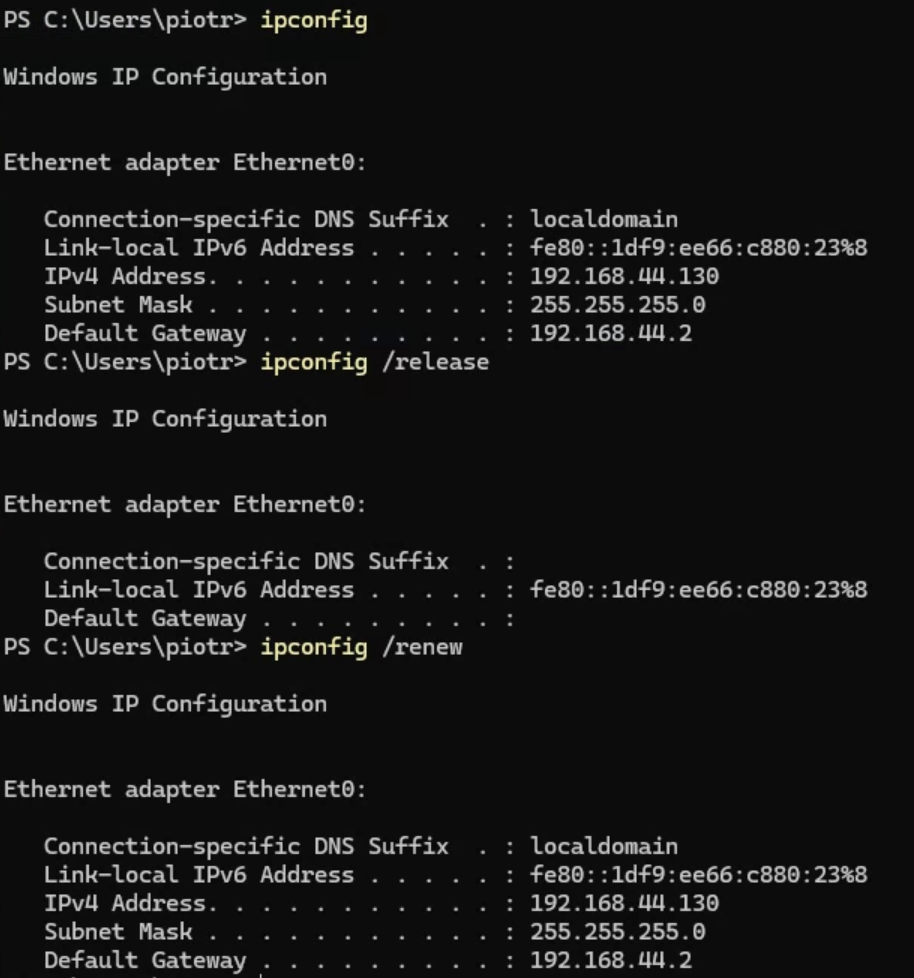 PS C:\Users\piotr> ipconfig
Windows IP Configuration
Ethernet adapter Ethernet0:
   Connection-specific DNS Suffix  . : localdomain
   Link-local IPv6 Address . . . . . : fe80::1df9:ee66:c880:23%8
   IPv4 Address. . . . . . . . . . . : 192.168.44.130
   Subnet Mask . . . . . . . . . . . : 255.255.255.0
   Default Gateway . . . . . . . . . : 192.168.44.2
PS C:\Users\piotr> ipconfig /release
Windows IP Configuration
Ethernet adapter Ethernet0:
   Connection-specific DNS Suffix  . :
   Link-local IPv6 Address . . . . . : fe80::1df9:ee66:c880:23%8
   Default Gateway . . . . . . . . . :
PS C:\Users\piotr> ipconfig /renew
Windows IP Configuration
Ethernet adapter Ethernet0:
   Connection-specific DNS Suffix  . : localdomain
   Link-local IPv6 Address . . . . . : fe80::1df9:ee66:c880:23%8
   IPv4 Address. . . . . . . . . . . : 192.168.44.130
   Subnet Mask . . . . . . . . . . . : 255.255.255.0
   Default Gateway . . . . . . . . . : 192.168.44.2